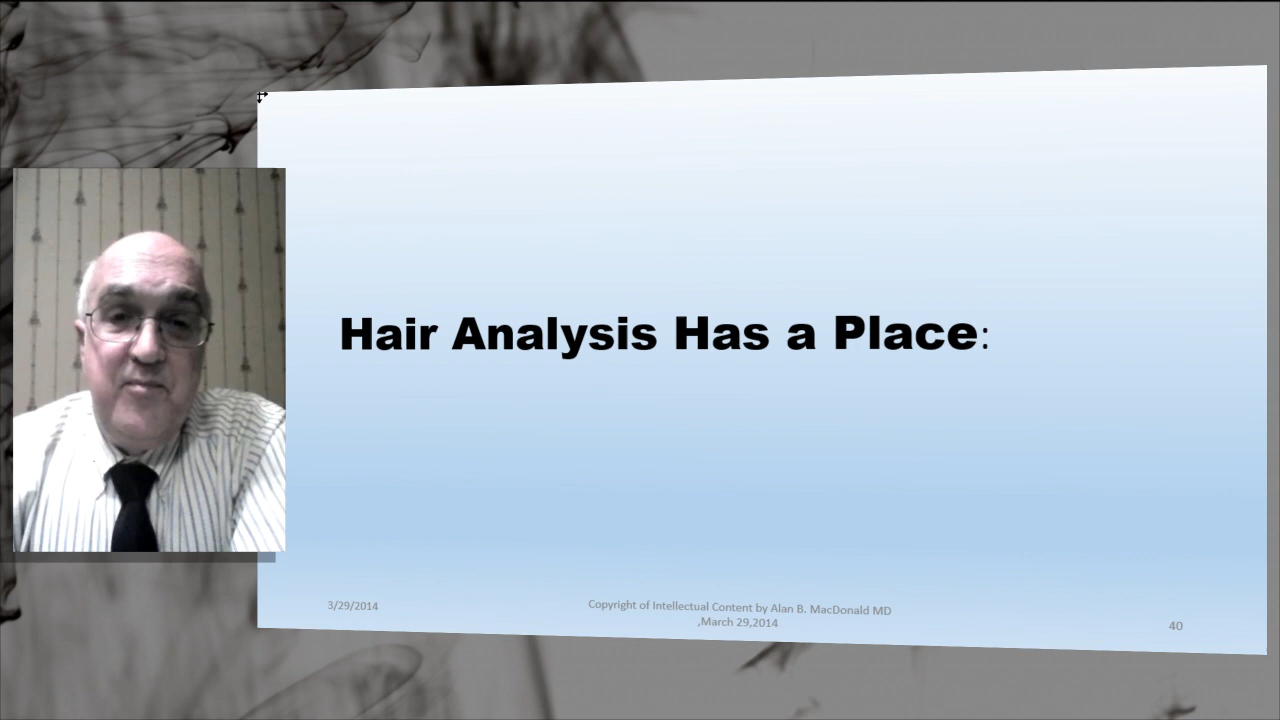 Hair Analysis Has a Place:
3/29/2014
Copyright of Intellectual Content by Alan B. MacDonald MD
,March 29,2014
40